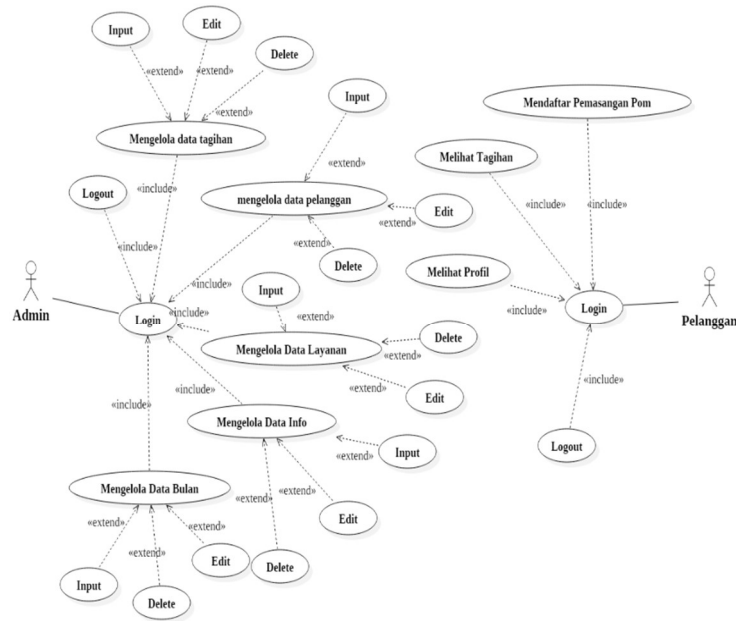 Input
Edit
Delete
«extend»
«extend»
«extend»
Mengelola data tagihan
Input
«extend»
Mendaftar Pemasangan Pom
Melihat Tagihan
Logout
«include»
mengelola data pelanggan
Edit
«extend»
«extend»
Delete
«include»
«include»
«include»
«include»
Melihat Profil
«include»
Admin
Login
«include»
Input
«extend»
Mengelola Data Layanan
Delete
«extend»
Edit
«extend»
Login
Pelanggan
«include»
«include»
«include»
Mengelola Data Info
Input
«extend»
Logout
Mengelola Data Bulan
«extend»
«extend»
Edit
Delete
«extend»
«extend»
«extend»
Input
Delete
Edit